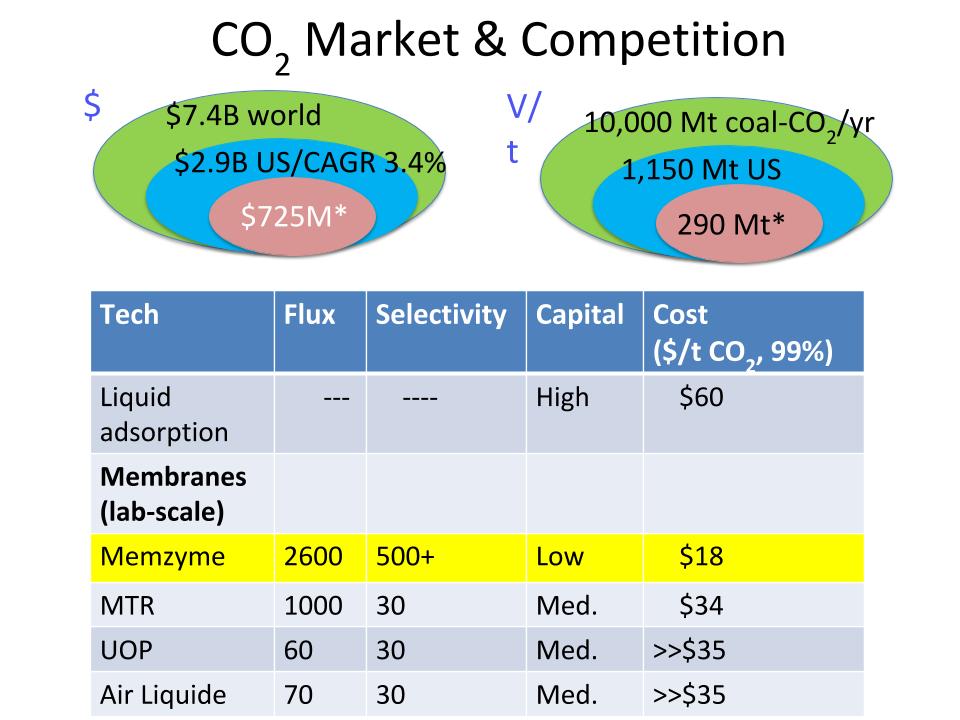 CO2 Market & Competition
$
$7.4B world
$2.9B US/CAGR 3.4%
$725M*
V/
t
10,000 Mt coal-CO2/yr
1,150 Mt US
290 Mt*
Tech Flux Selectivity Capital Cost
($/t CO2, 99%)
Liquid --- ---- High $60
adsorption
Membranes
(lab-scale)
Memzyme 2600 500+ Low $18
MTR 1000 30 Med. $34
UOP 60 30 Med. >>$35
Air Liquide 70 30 Med. >>$35